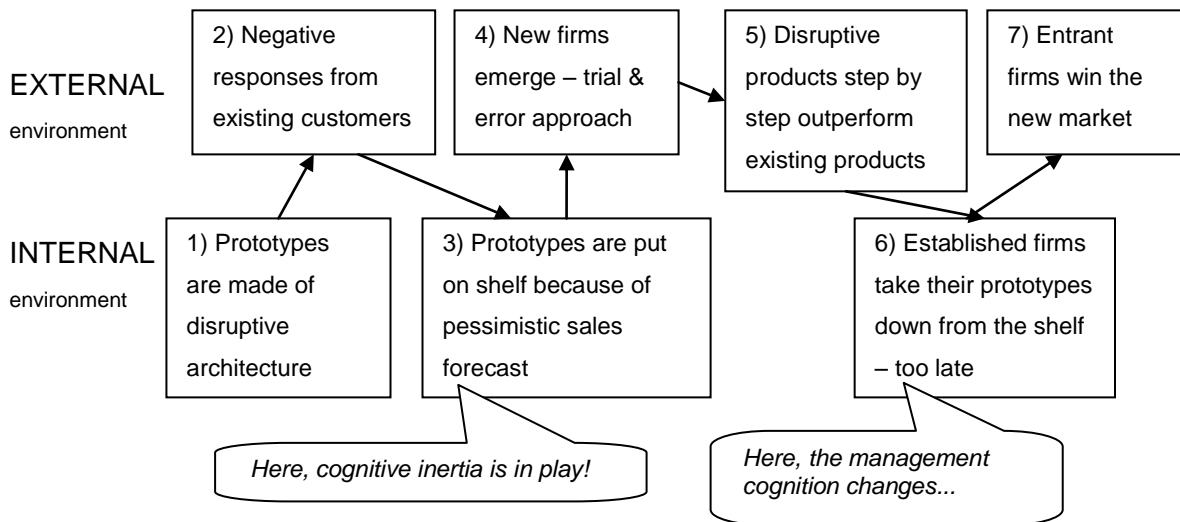 EXTERNAL
environment
2) Negative
responses from
existing customers
4) New firms
emerge – trial &
error approach
5) Disruptive
products step by
step outperform
existing products
7) Entrant
firms win the
new market
INTERNAL
environment
1) Prototypes
are made of
disruptive
architecture
3) Prototypes are put
on shelf because of
pessimistic sales
forecast
6) Established firms
take their prototypes
down from the shelf
– too late
Here, cognitive inertia is in play!
Here, the management
cognition changes...